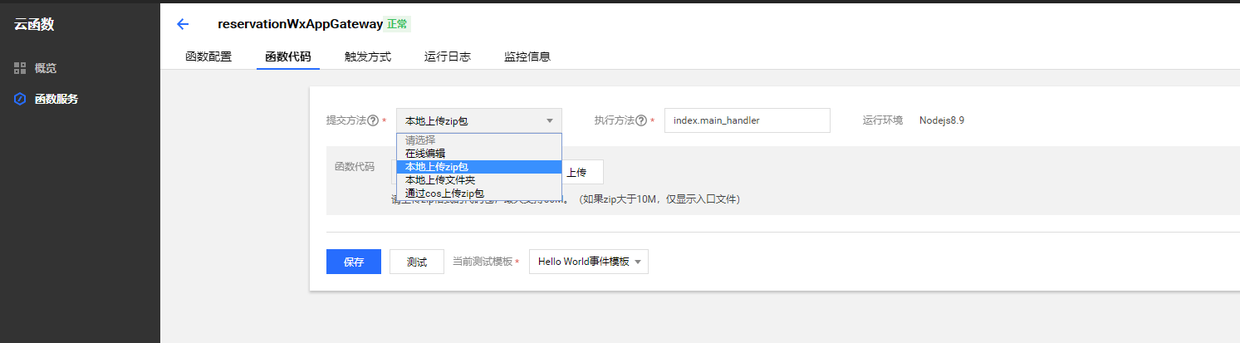 云函数
reservationWxAppGateway 正常
函数配置 函数代码 触发方式 运行日志 监控信息
概览
函数服务
提交方法 * 本地上传zip包 执行方法 * index.main_handler 运行环境 Nodejs8.9
请选择
在线编辑
函数代码
本地上传zip包
上传
本地上传文件夹
通过cos上传zip包
(如果zip大于10M，仅显示入口文件)
保存 测试 当前测试模板 * Hello World事件模板